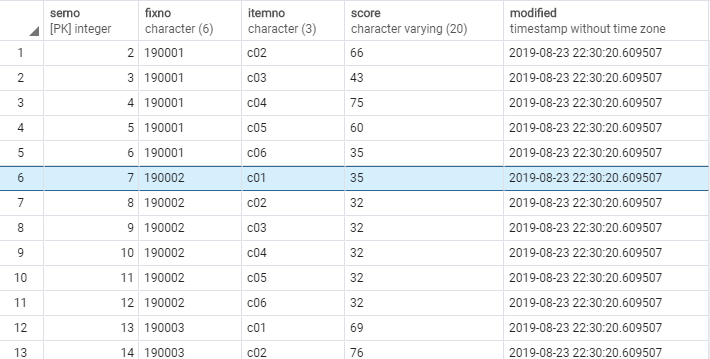 serno fixno itemno score modified
[PK] integer character (6) character (3) character varying (20) timestamp without time zone
1 2 190001 c02 66 2019-08-23 22:30:20.609507
2 3 190001 c03 43 2019-08-23 22:30:20.609507
3 4 190001 c04 75 2019-08-23 22:30:20.609507
4 5 190001 c05 60 2019-08-23 22:30:20.609507
5 6 190001 c06 35 2019-08-23 22:30:20.609507
6 7 190002 c01 35 2019-08-23 22:30:20.609507
7 8 190002 c02 32 2019-08-23 22:30:20.609507
8 9 190002 c03 32 2019-08-23 22:30:20.609507
9 10 190002 c04 32 2019-08-23 22:30:20.609507
10 11 190002 c05 32 2019-08-23 22:30:20.609507
11 12 190002 c06 32 2019-08-23 22:30:20.609507
12 13 190003 c01 69 2019-08-23 22:30:20.609507
13 14 190003 c02 76 2019-08-23 22:30:20.609507